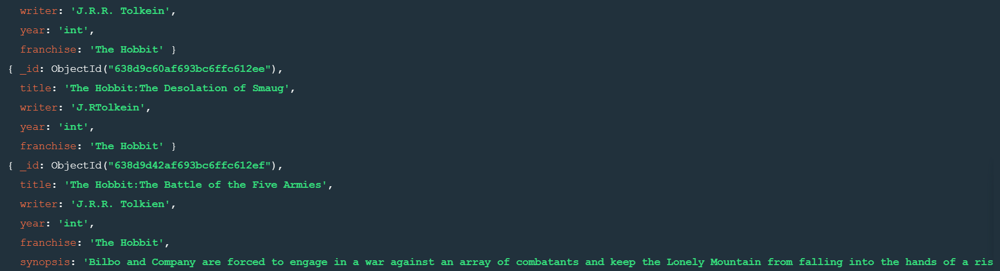 writer: 'J.R.R. Tolkein',
year: 'int',
franchise: 'The Hobbit' }
{ _id: ObjectId("638d9c60af693bc6ffc612ee"),
title: 'The Hobbit:The Desolation of Smaug',
writer: 'J.RTolkein',
year: 'int',
franchise: 'The Hobbit' }
{ _id: ObjectId("638d9d42af693bc6ffc612ef"),
title: 'The Hobbit:The Battle of the Five Armies',
writer: 'J.R.R. Tolkien',
year: 'int',
franchise: 'The Hobbit',
synopsis: 'Bilbo and Company are forced to engage in a war against an array of combatants and keep the Lonely Mountain from falling into the hands of a ris